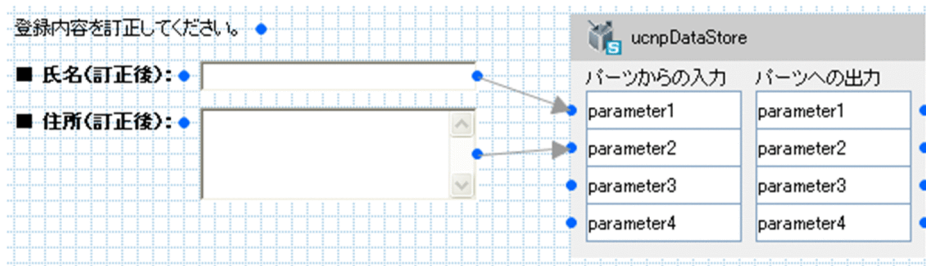 登録内容を訂正してください。
■ 氏名(訂正後):
■ 住所(訂正後):
ucnpDataStore
パーツからの入力 パーツへの出力
parameter1 parameter1
parameter2 parameter2
parameter3 parameter3
parameter4 parameter4